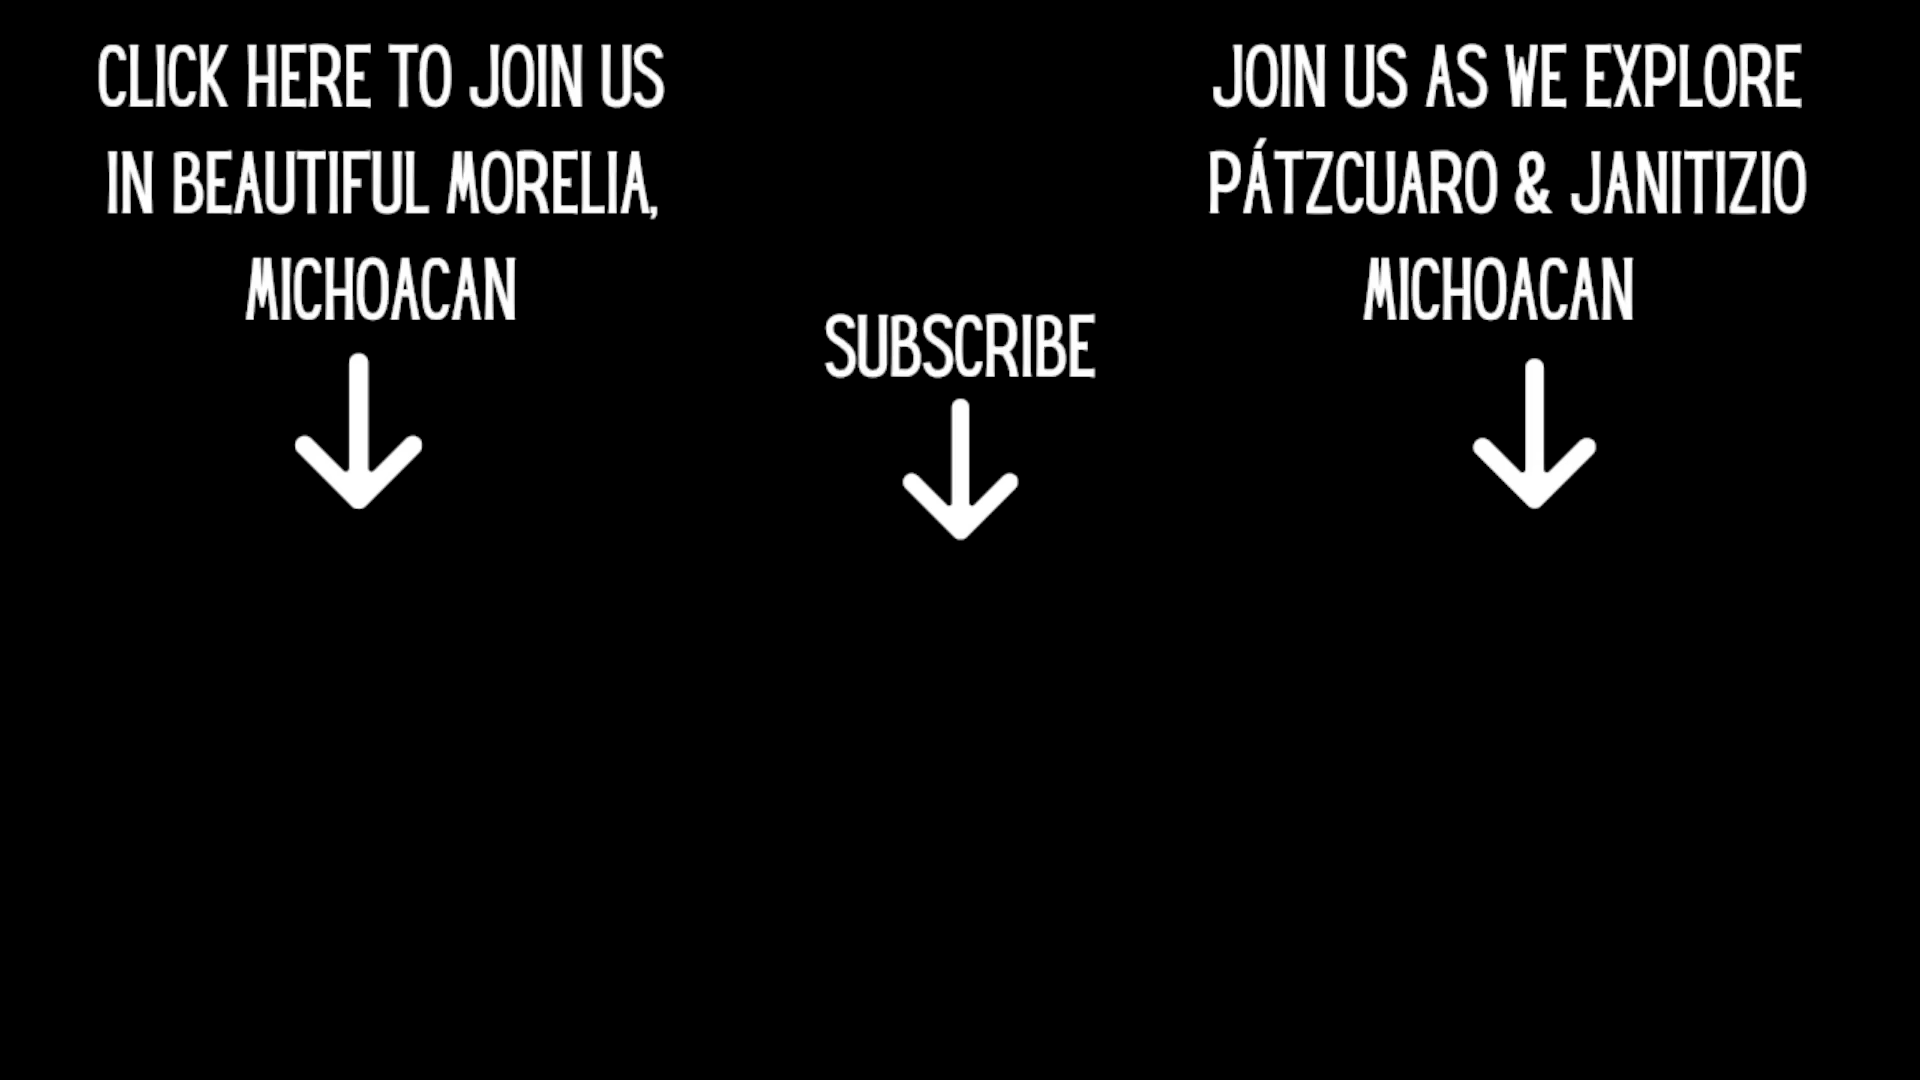 CLICK HERE TO JOIN US
IN BEAUTIFUL MORELIA,
MICHOACAN
SUBSCRIBE
JOIN US AS WE EXPLORE
PÁTZCUARO & JANITIZIO
MICHOACAN